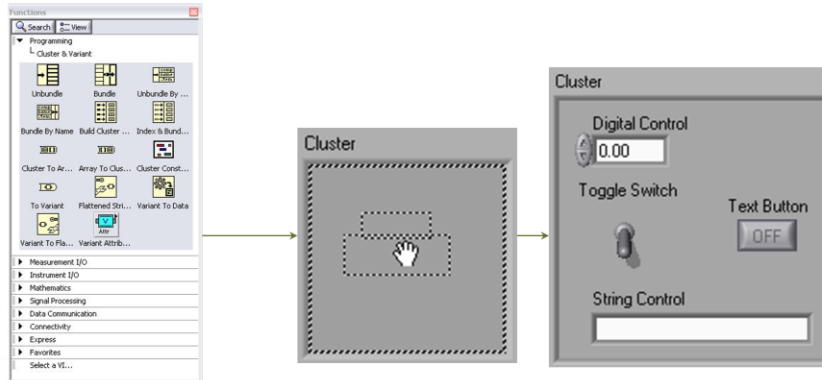 Functions
Search View
Programming
Cluster & Variant
Unbundle Bundle Unbundle By ...
Bundle By Name Build Cluster ... Index & Bund...
Cluster To Ar... Array To Clus... Cluster Const...
To Variant Flattened Stri... Variant To Data
Variant To Fla... Variant Attrib...
Measurement I/O
Instrument I/O
Mathematics
Signal Processing
Data Communication
Connectivity
Express
Favorites
Select a VI...
Cluster
Cluster
Digital Control
0.00
Toggle Switch
Text Button
OFF
String Control